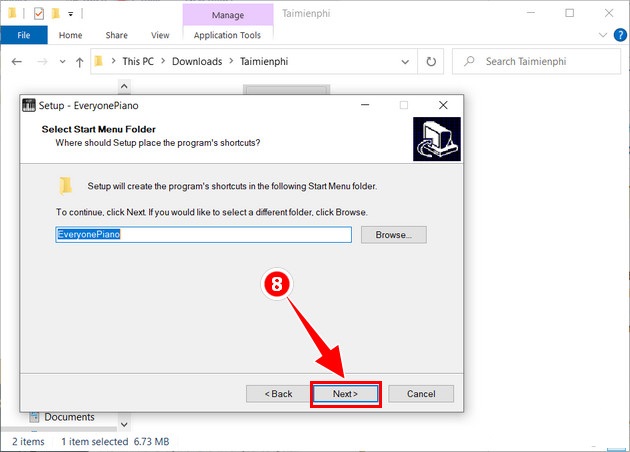 Manage
Taimienphi
File
Home
Share
View
Application Tools
This PC > Downloads > Taimienphi
Search Taimienphi
Setup - EveryonePiano
Select Start Menu Folder
Where should Setup place the program's shortcuts?
Setup will create the program's shortcuts in the following Start Menu folder.
To continue, click Next. If you would like to select a different folder, click Browse.
EveryonePiano
Browse...
8
< Back
Next >
Cancel
Documents
2 items
1 item selected 6.73 MB